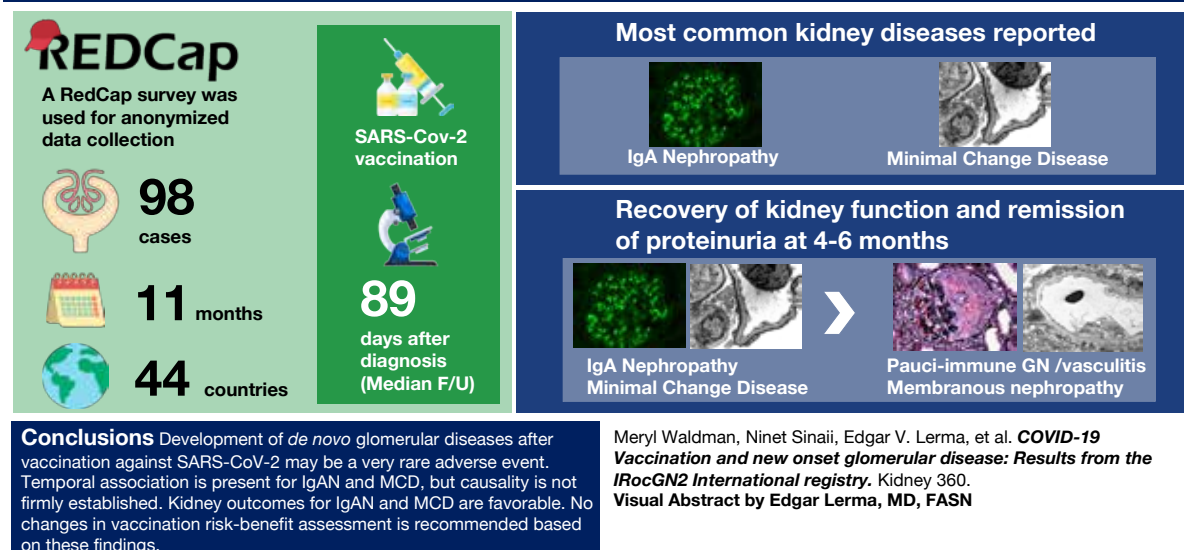 REDCap
A RedCap survey was
used for anonymized
data collection
98
cases
11 months
44 countries
SARS-Cov-2
vaccination
89
days after
diagnosis
(Median F/U)
Most common kidney diseases reported
IgA Nephropathy
Minimal Change Disease
Recovery of kidney function and remission
of proteinuria at 4-6 months
IgA Nephropathy
Minimal Change Disease
Pauci-immune GN /vasculitis
Membranous nephropathy
Conclusions Development of de novo glomerular diseases after
vaccination against SARS-CoV-2 may be a very rare adverse event.
Temporal association is present for IgAN and MCD, but causality is not
firmly established. Kidney outcomes for IgAN and MCD are favorable. No
changes in vaccination risk-benefit assessment is recommended based
on these findings.
Meryl Waldman, Ninet Sinaii, Edgar V. Lerma, et al. COVID-19
Vaccination and new onset glomerular disease: Results from the
IRocGN2 International registry. Kidney 360.
Visual Abstract by Edgar Lerma, MD, FASN